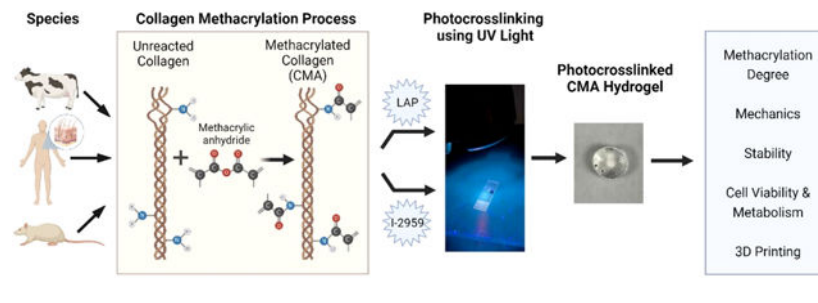 Species
Collagen Methacrylation Process
Unreacted
Collagen
Methacrylated
Collagen
(CMA)
Methacrylic
anhydride
+
Photocrosslinking
using UV Light
LAP
I-2959
Photocrosslinked
CMA Hydrogel
Methacrylation
Degree
Mechanics
Stability
Cell Viability &
Metabolism
3D Printing